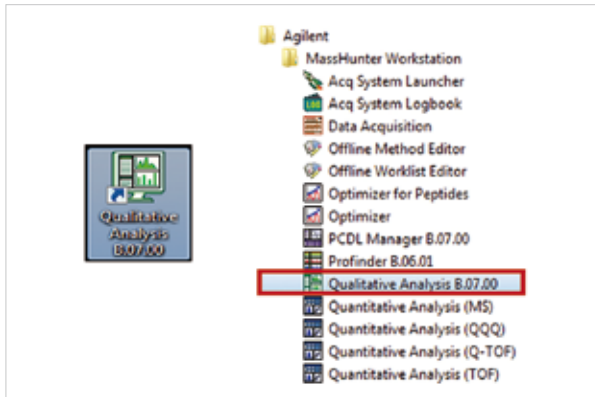 Qualitative
Analysis
B.07.00
Agilent
MassHunter Workstation
Acq System Launcher
LOG
Acq System Logbook
Data Acquisition
Offline Method Editor
Offline Worklist Editor
Optimizer for Peptides
Optimizer
PCDL Manager B.07.00
Profinder B.06.01
Qualitative Analysis B.07.00
Quantitative Analysis (MS)
Quantitative Analysis (QQQ)
Quantitative Analysis (Q-TOF)
Quantitative Analysis (TOF)